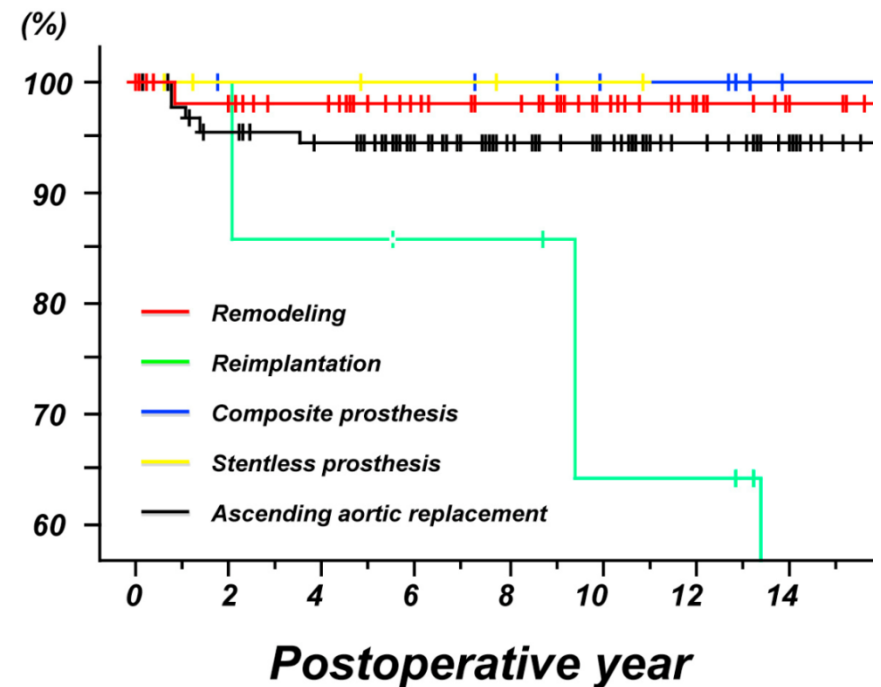 (%)
100
90
80
70
60
Remodeling
Reimplantation
Composite prosthesis
Stentless prosthesis
Ascending aortic replacement
0 2 4 6 8 10 12 14
Postoperative year